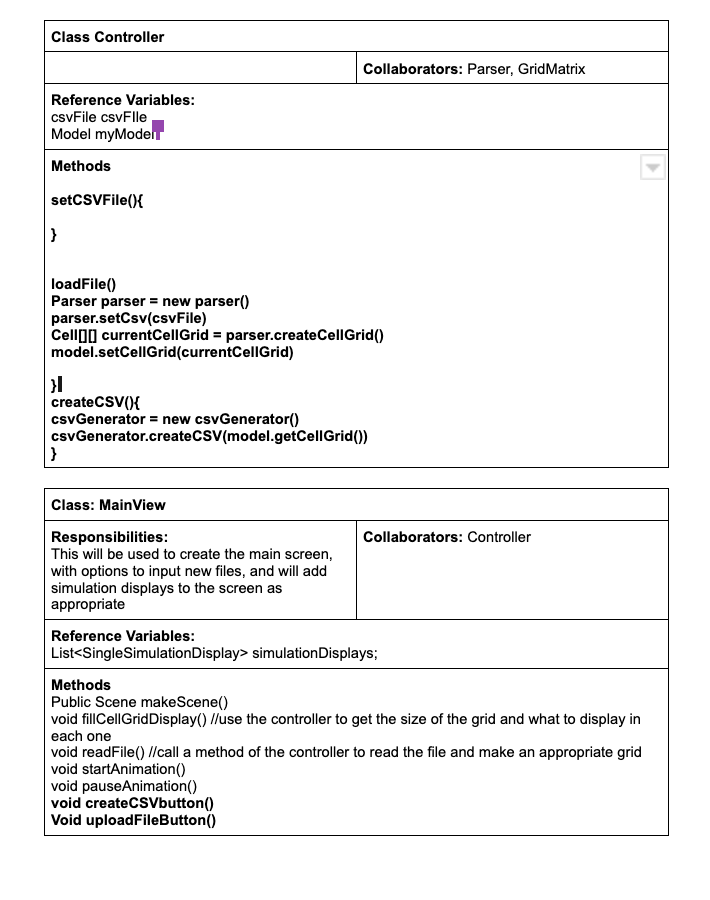 Class Controller
Collaborators: Parser, GridMatrix
Reference Variables:
csvFile csvFIle
Model myModel
Methods
setCSVFile(){
}
loadFile()
Parser parser = new parser()
parser.setCsv(csvFile)
Cell[][] currentCellGrid = parser.createCellGrid()
model.setCellGrid(currentCellGrid)
}
createCSV(){
csvGenerator = new csvGenerator()
csvGenerator.createCSV(model.getCellGrid())
}
Class: MainView
Responsibilities:
This will be used to create the main screen,
with options to input new files, and will add
simulation displays to the screen as
appropriate
Collaborators: Controller
Reference Variables:
List<SingleSimulationDisplay> simulationDisplays;
Methods
Public Scene makeScene()
void fillCellGridDisplay() //use the controller to get the size of the grid and what to display in
each one
void readFile() //call a method of the controller to read the file and make an appropriate grid
void startAnimation()
void pauseAnimation()
void createCSVbutton()
Void uploadFileButton()